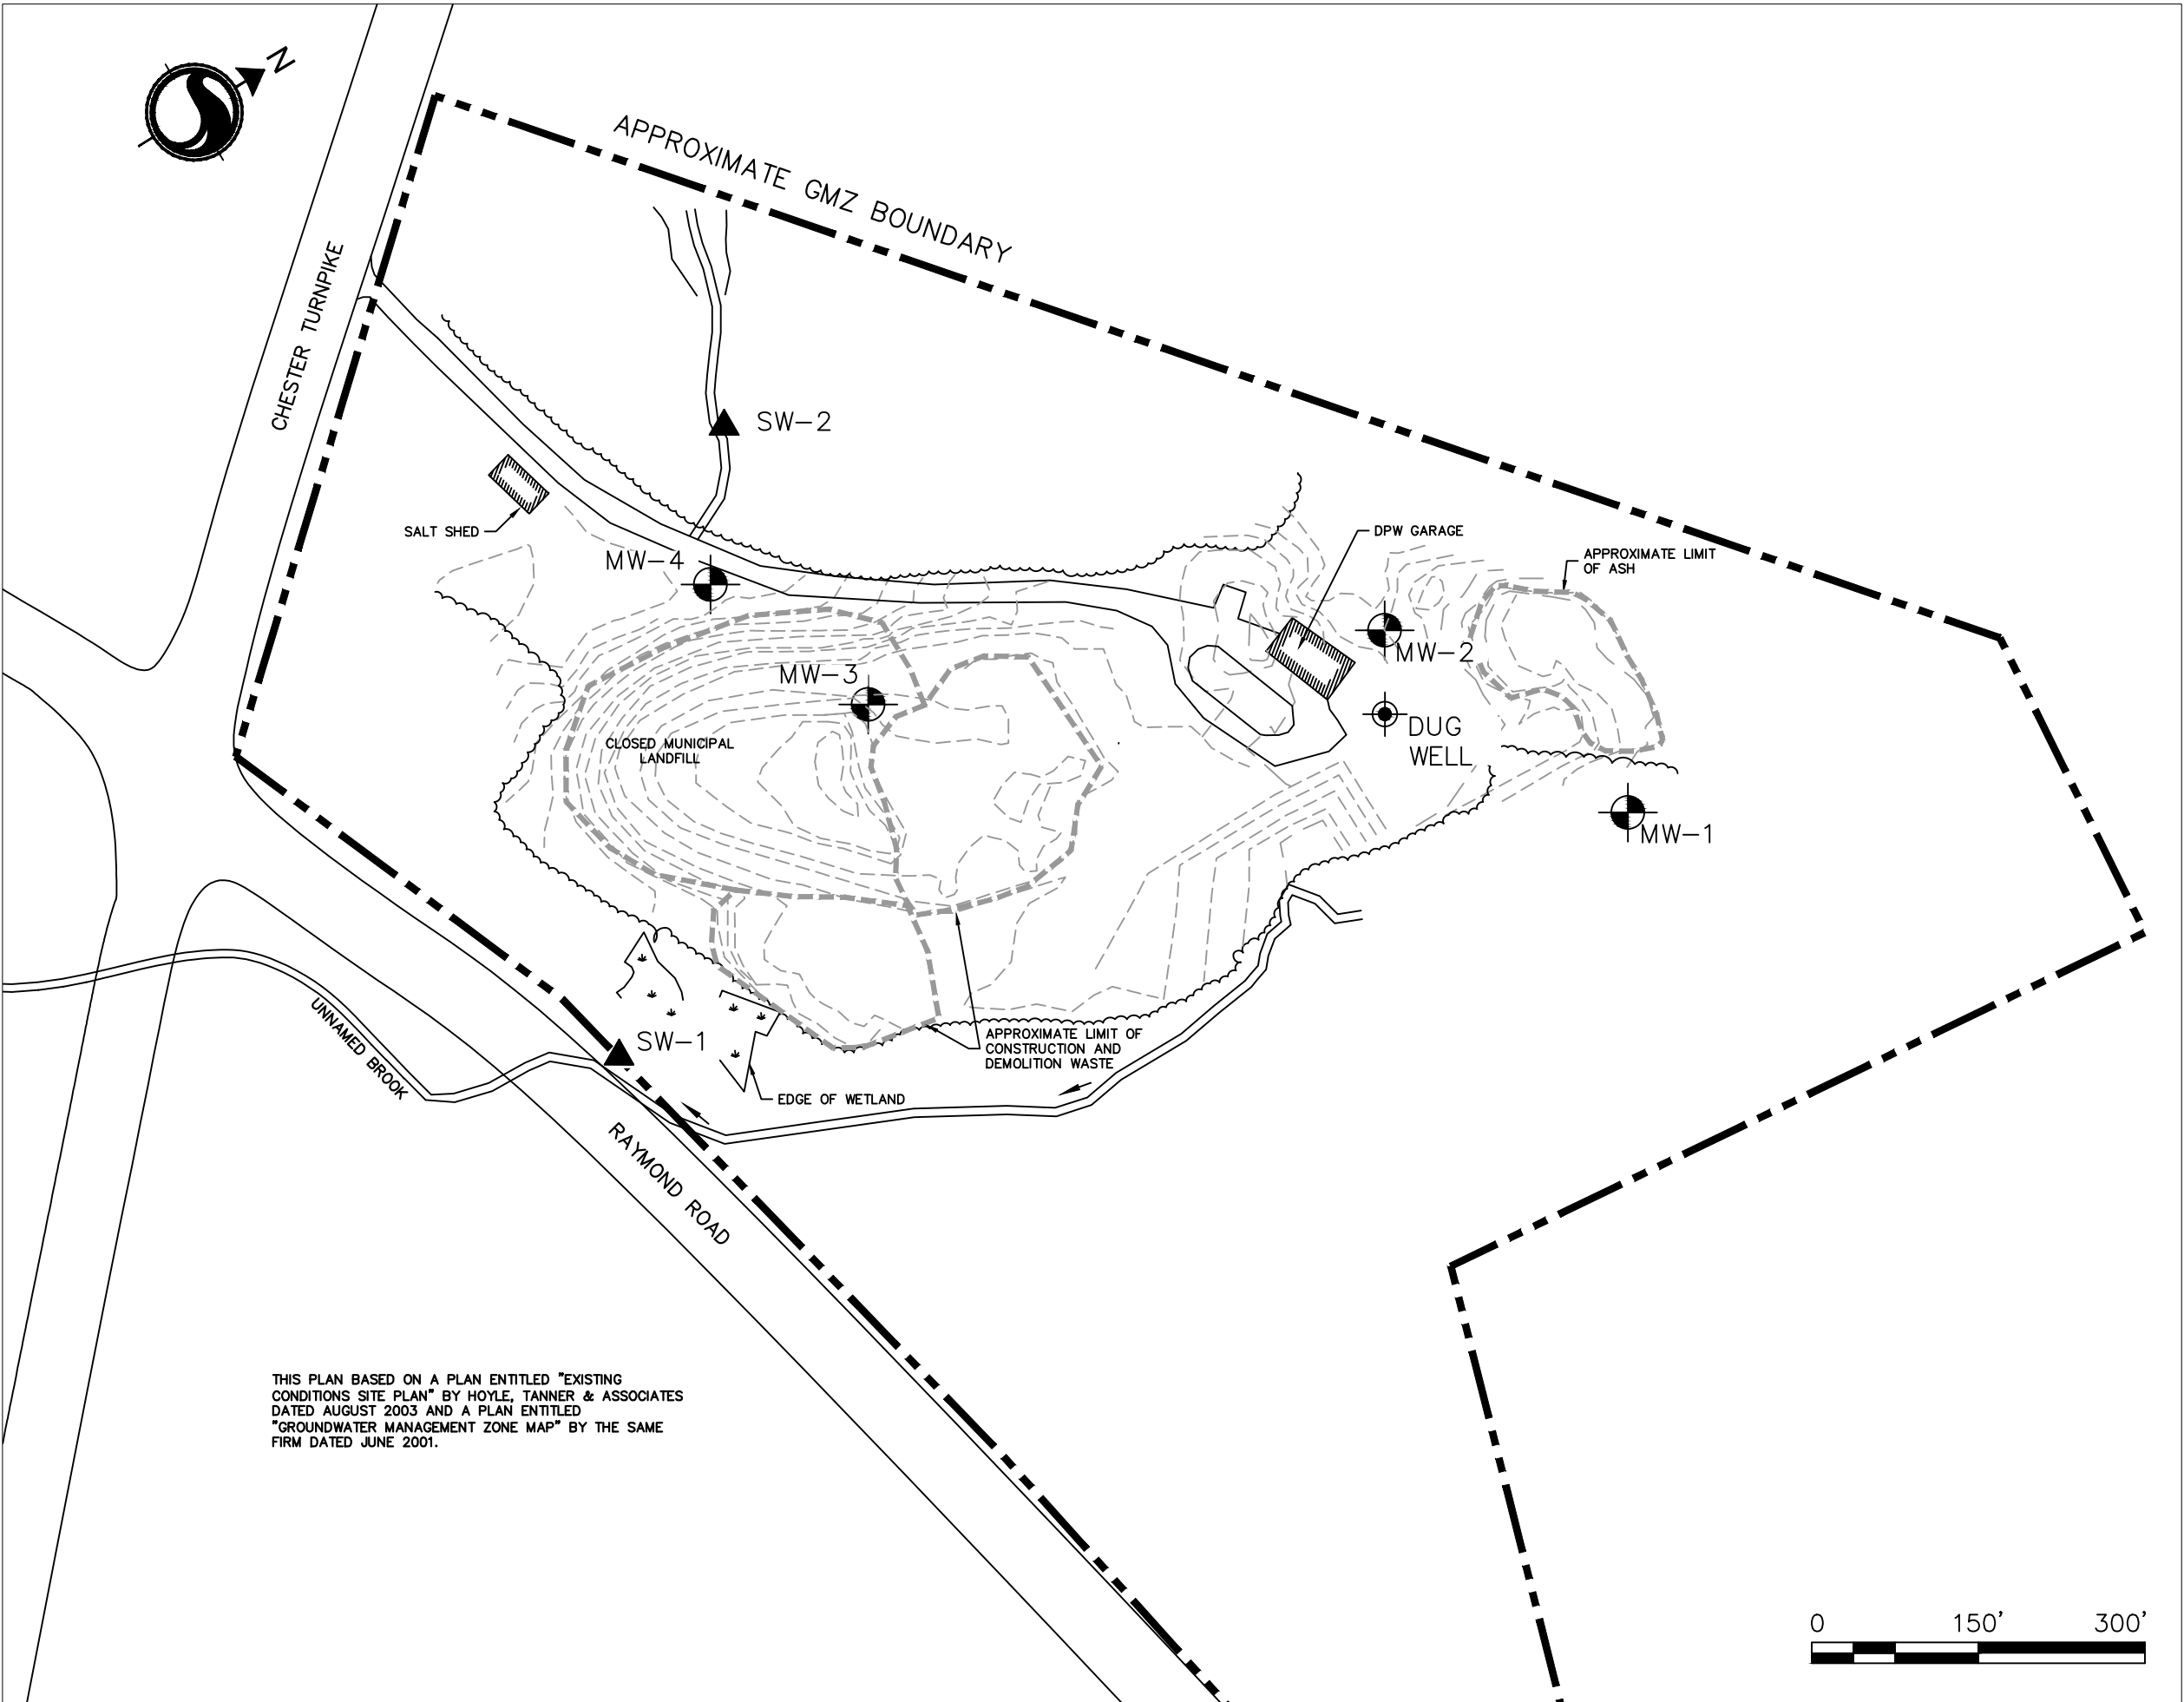 N
APPROXIMATE GMZ BOUNDARY
CHESTER TURNPIKE
SW-2
SALT SHED
DPW GARAGE
APPROXIMATE LIMIT
OF ASH
MW-4
MW-2
MW-3
DUG
WELL
CLOSED MUNICIPAL
LANDFILL
MW-1
UNNAMED BROOK
SW-1
APPROXIMATE LIMIT OF
CONSTRUCTION AND
DEMOLITION WASTE
EDGE OF WETLAND
RAYMOND ROAD
THIS PLAN BASED ON A PLAN ENTITLED "EXISTING
CONDITIONS SITE PLAN" BY HOYLE, TANNER & ASSOCIATES
DATED AUGUST 2003 AND A PLAN ENTITLED
"GROUNDWATER MANAGEMENT ZONE MAP" BY THE SAME
FIRM DATED JUNE 2001.
0 150' 300'